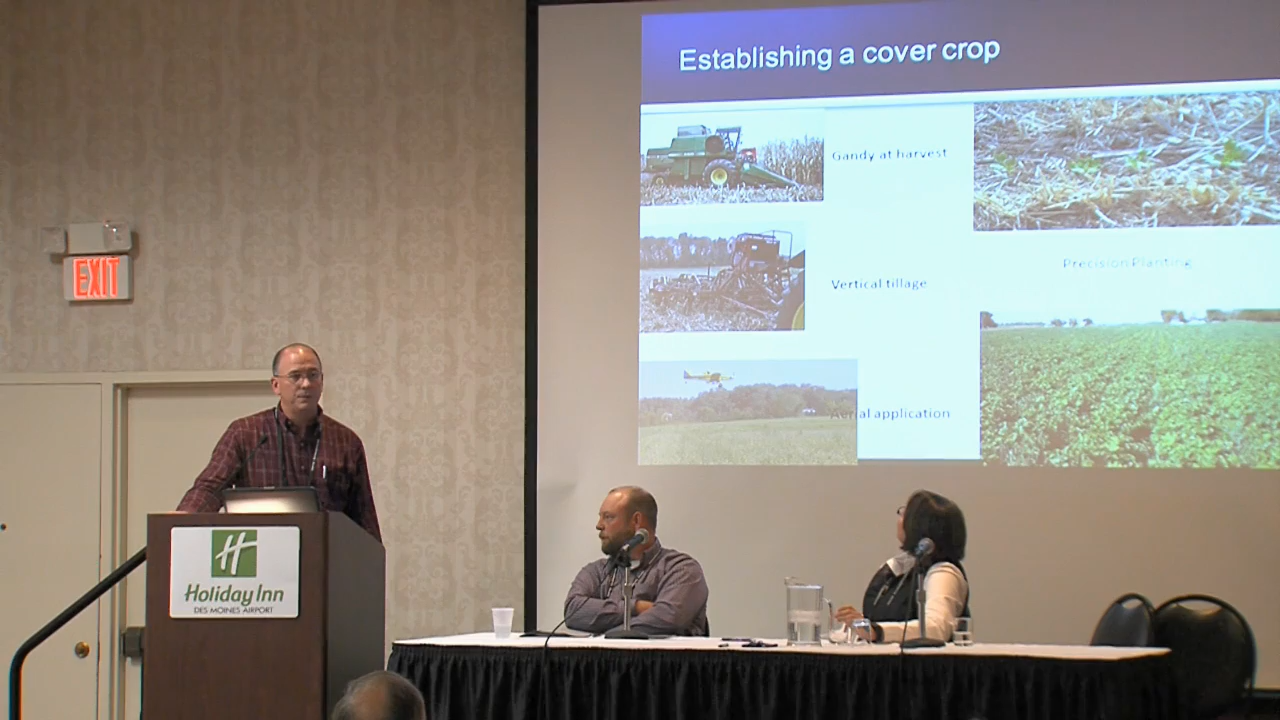 Establishing a cover crop
Gandy at harvest
Precision Planting
Vertical tillage
Aerial application
EXIT
H
Holiday Inn
DES MOINES AIRPORT